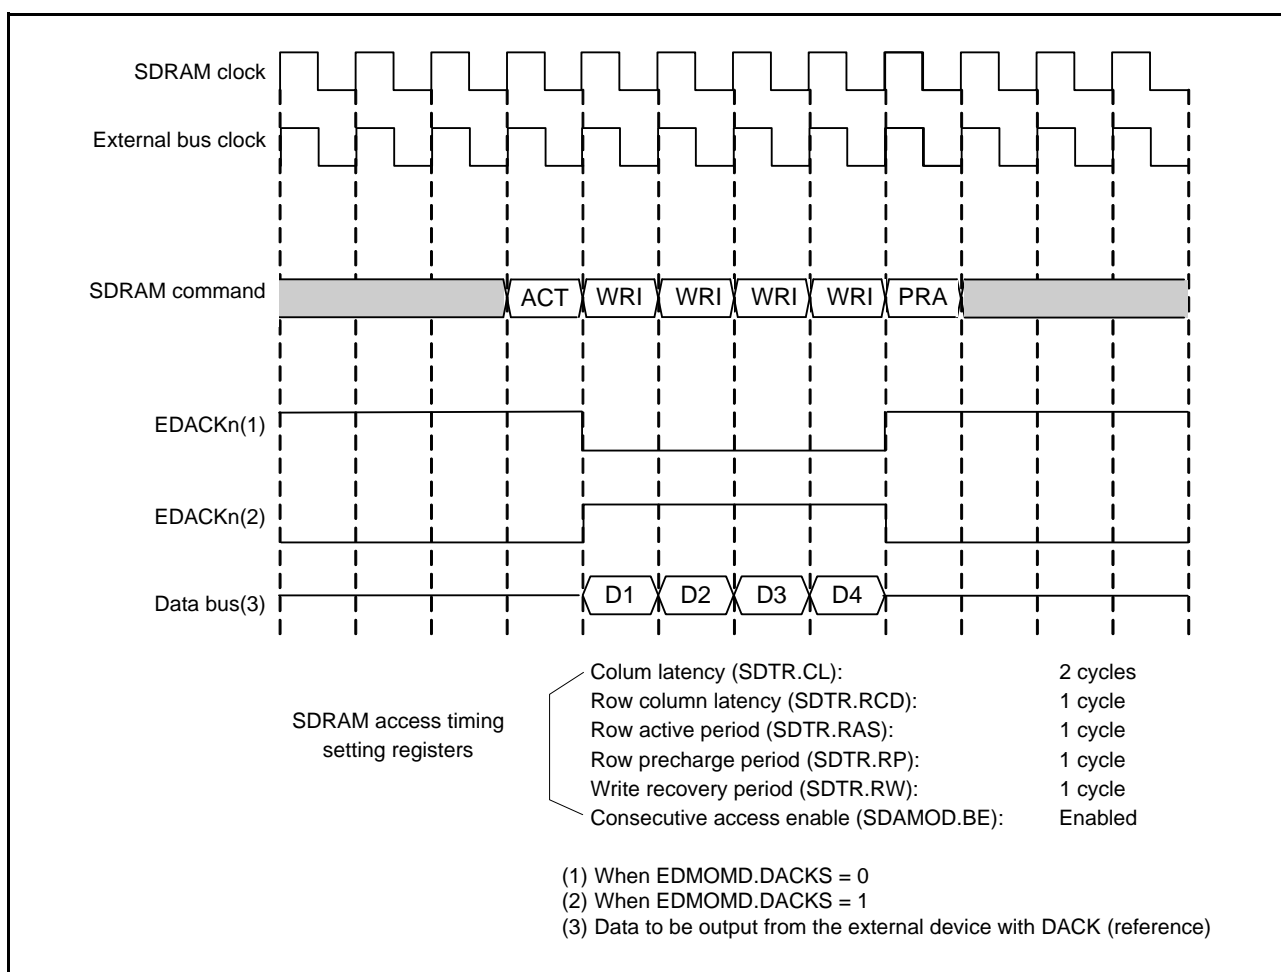 SDRAM clock
External bus clock
SDRAM command
ACT WRI WRI WRI WRI PRA
EDACKn(1)
EDACKn(2)
Data bus(3)
D1 D2 D3 D4
SDRAM access timing
setting registers
Colum latency (SDTR.CL): 2 cycles
Row column latency (SDTR.RCD): 1 cycle
Row active period (SDTR.RAS): 1 cycle
Row precharge period (SDTR.RP): 1 cycle
Write recovery period (SDTR.RW): 1 cycle
Consecutive access enable (SDAMOD.BE): Enabled
(1) When EDMOMD.DACKS = 0
(2) When EDMOMD.DACKS = 1
(3) Data to be output from the external device with DACK (reference)